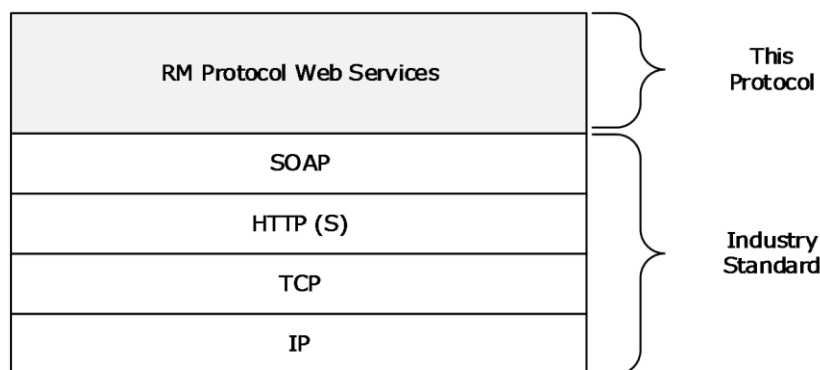 RM Protocol Web Services
This
Protocol
SOAP
HTTP (S)
TCP
IP
Industry
Standard